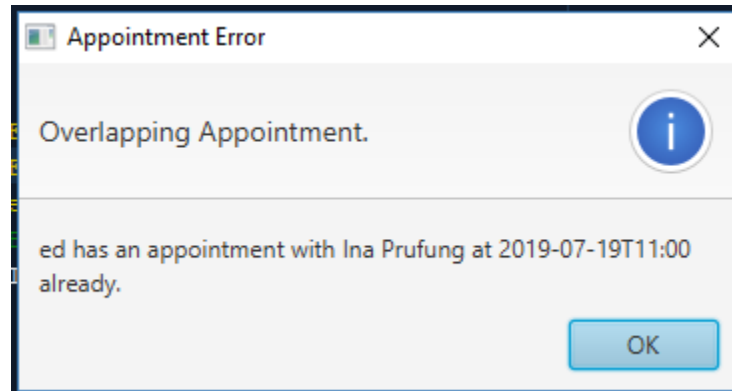 Appointment Error
Overlapping Appointment.
ed has an appointment with Ina Prufung at 2019-07-19T11:00
already.
OK